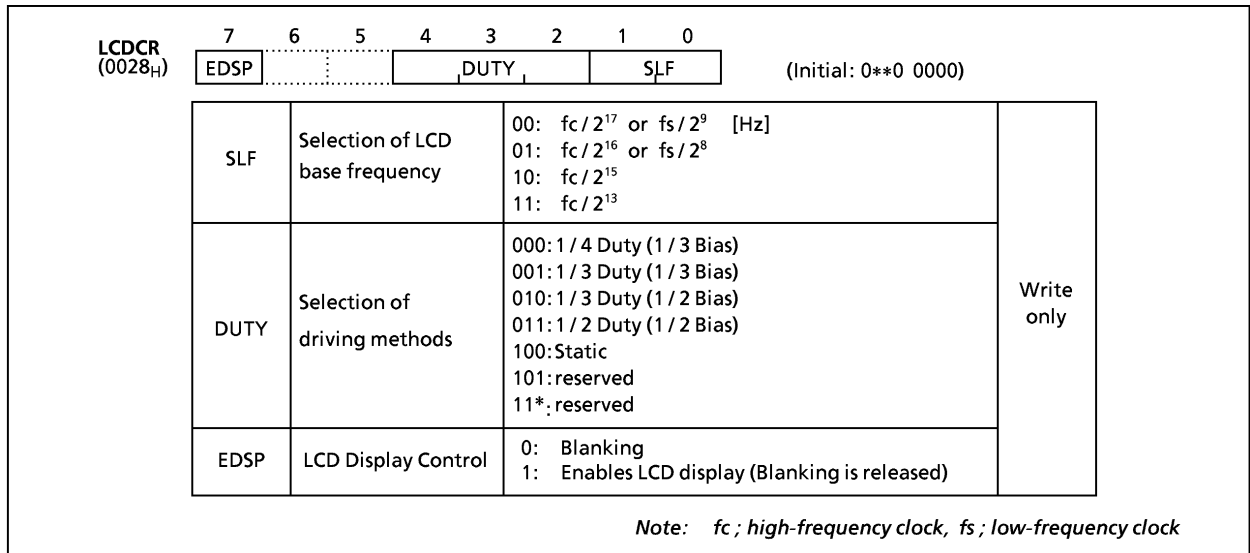 7 6 5 4 3 2 1 0
LCDCR
(0028H) EDSP DUTY SLF (Initial: 0**0 0000)
SLF
Selection of LCD
base frequency
00: fc / 2^17 or fs / 2^9 [Hz]
01: fc / 2^16 or fs / 2^8
10: fc / 2^15
11: fc / 2^13
DUTY
Selection of
driving methods
000: 1 / 4 Duty (1 / 3 Bias)
001: 1 / 3 Duty (1 / 3 Bias)
010: 1 / 3 Duty (1 / 2 Bias)
011: 1 / 2 Duty (1 / 2 Bias)
100: Static
101: reserved
11*: reserved
Write
only
EDSP
LCD Display Control
0: Blanking
1: Enables LCD display (Blanking is released)
Note: fc ; high-frequency clock, fs ; low-frequency clock